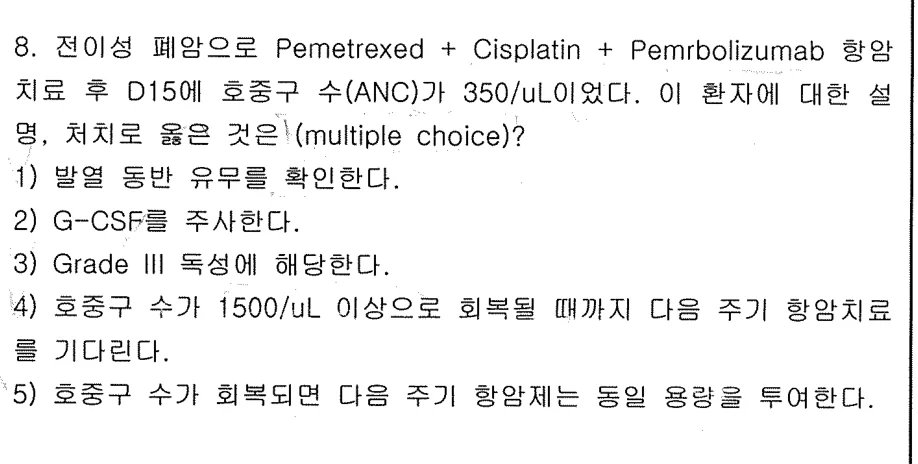 8. 전이성 폐암으로 Pemetrexed + Cisplatin + Pemrbolizumab 항암
치료 후 D15에 호중구 수(ANC)가 350/uL이었다. 이 환자에 대한 설
명, 처치로 옳은 것은 (multiple choice)?
1) 발열 동반 유무를 확인한다.
2) G-CSF를 주사한다.
3) Grade III 독성에 해당한다.
4) 호중구 수가 1500/uL 이상으로 회복될 때까지 다음 주기 항암치료
를 기다린다.
5) 호중구 수가 회복되면 다음 주기 항암제는 동일 용량을 투여한다.